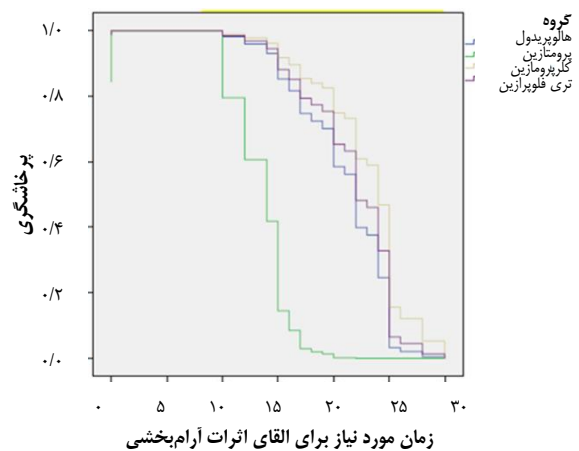 گروه
هالوپریدول
پرومتازین
کلرپرومازین
تری فلوپرازین
پرخاشگری
۱/۰
۰/۸
۰/۶
۰/۴
۰/۲
۰/۰
۰ ۵ ۱۰ ۱۵ ۲۰ ۲۵ ۳۰
زمان مورد نیاز برای القای اثرات آرام‌بخشی